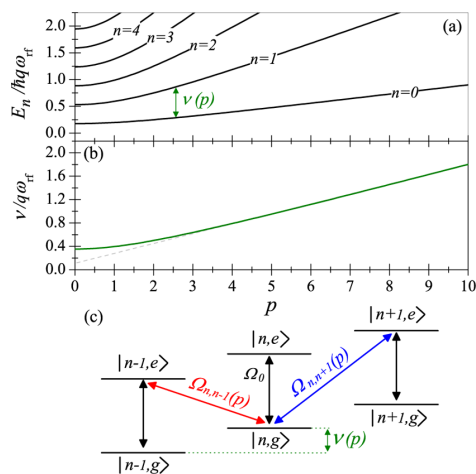 (a)
E_n/ħqω_rf
2.0
1.5
1.0
0.5
0.0
n=4
n=3
n=2
n=1
n=0
ν(p)
(b)
ν/qω_rf
2.0
1.6
1.2
0.8
0.4
0.0
0 1 2 3 4 5 6 7 8 9 10
p
(c)
|n-1,e⟩
|n,e⟩
|n+1,e⟩
Ω_{n,n-1}(p)
Ω_0
Ω_{n,n+1}(p)
|n-1,g⟩
|n,g⟩
|n+1,g⟩
ν(p)